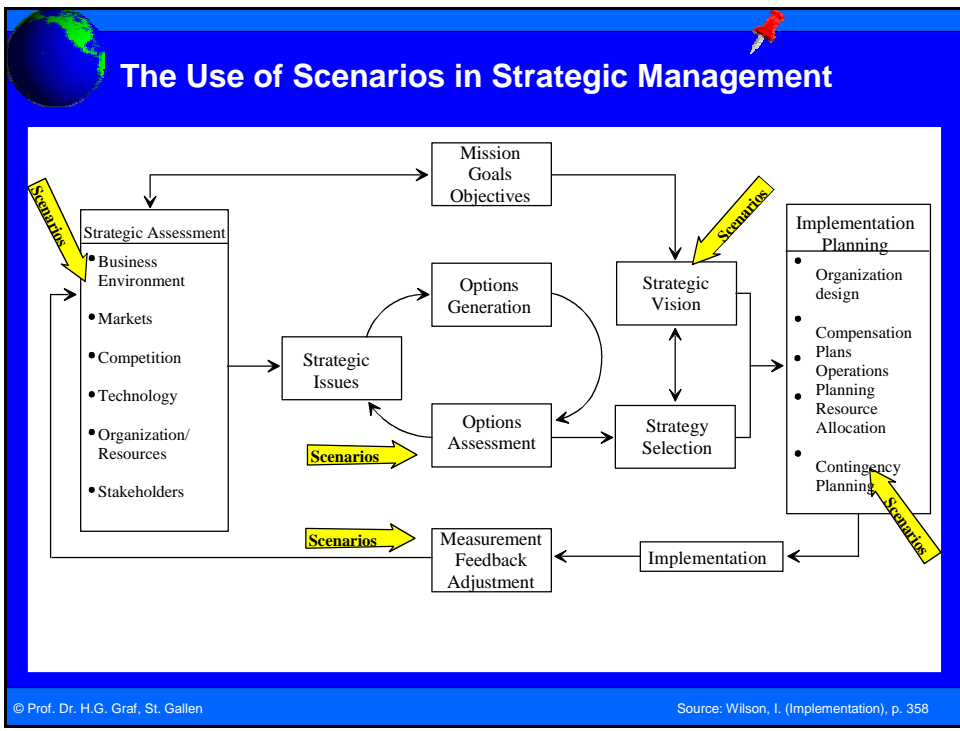 The Use of Scenarios in Strategic Management
Mission
Goals
Objectives
Scenarios
Strategic Assessment
• Business
Environment
• Markets
• Competition
• Technology
• Organization/
Resources
• Stakeholders
Strategic
Issues
Options
Generation
Options
Assessment
Scenarios
Scenarios
Strategic
Vision
Strategy
Selection
Implementation
Planning
• Organization
design
• Compensation
• Plans
Operations
• Planning
Resource
Allocation
• Contingency
Planning
Scenarios
Scenarios
Measurement
Feedback
Adjustment
Implementation
© Prof. Dr. H.G. Graf, St. Gallen
Source: Wilson, I. (Implementation), p. 358